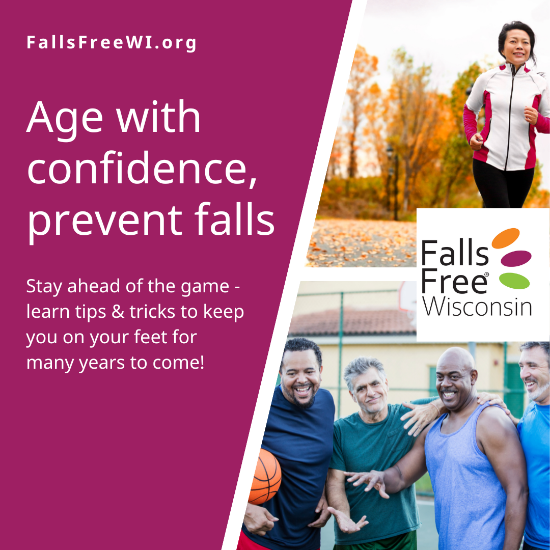 FallsFreeWI.org
Age with
confidence,
prevent falls
Stay ahead of the game -
learn tips & tricks to keep
you on your feet for
many years to come!
Falls
Free®
Wisconsin